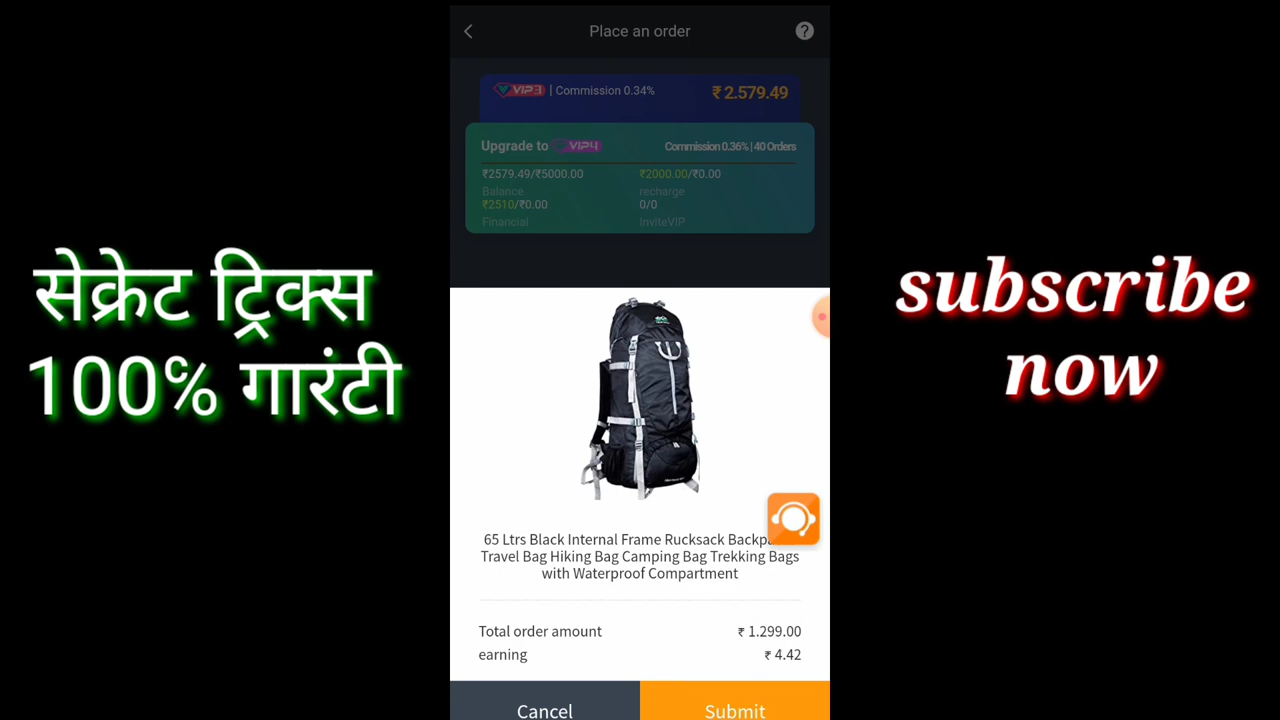 Place an order
?
VIP3 | Commission 0.34%
₹ 2.579.49
Upgrade to VIP4
Commission 0.36% | 40 Orders
₹2579.49/₹5000.00
₹2000.00/₹0.00
Balance
recharge
₹2510/₹0.00
0/0
Financial
InviteVIP
सेक्रेट ट्रिक्स
100% गारंटी
subscribe
now
65 Ltrs Black Internal Frame Rucksack
Travel Bag Hiking Bag Camping Bag Trekking Bags
with Waterproof Compartment
Total order amount
₹ 1.299.00
earning
₹ 4.42
Cancel
Submit